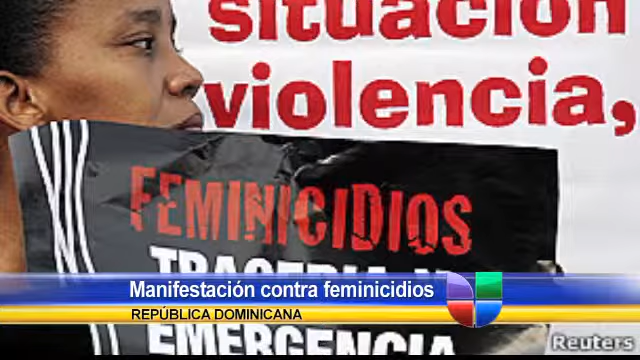 situación
violencia,
FEMINICIDIOS
Manifestación contra feminicidios
REPÚBLICA DOMINICANA
EMERGENCIA
Reuters